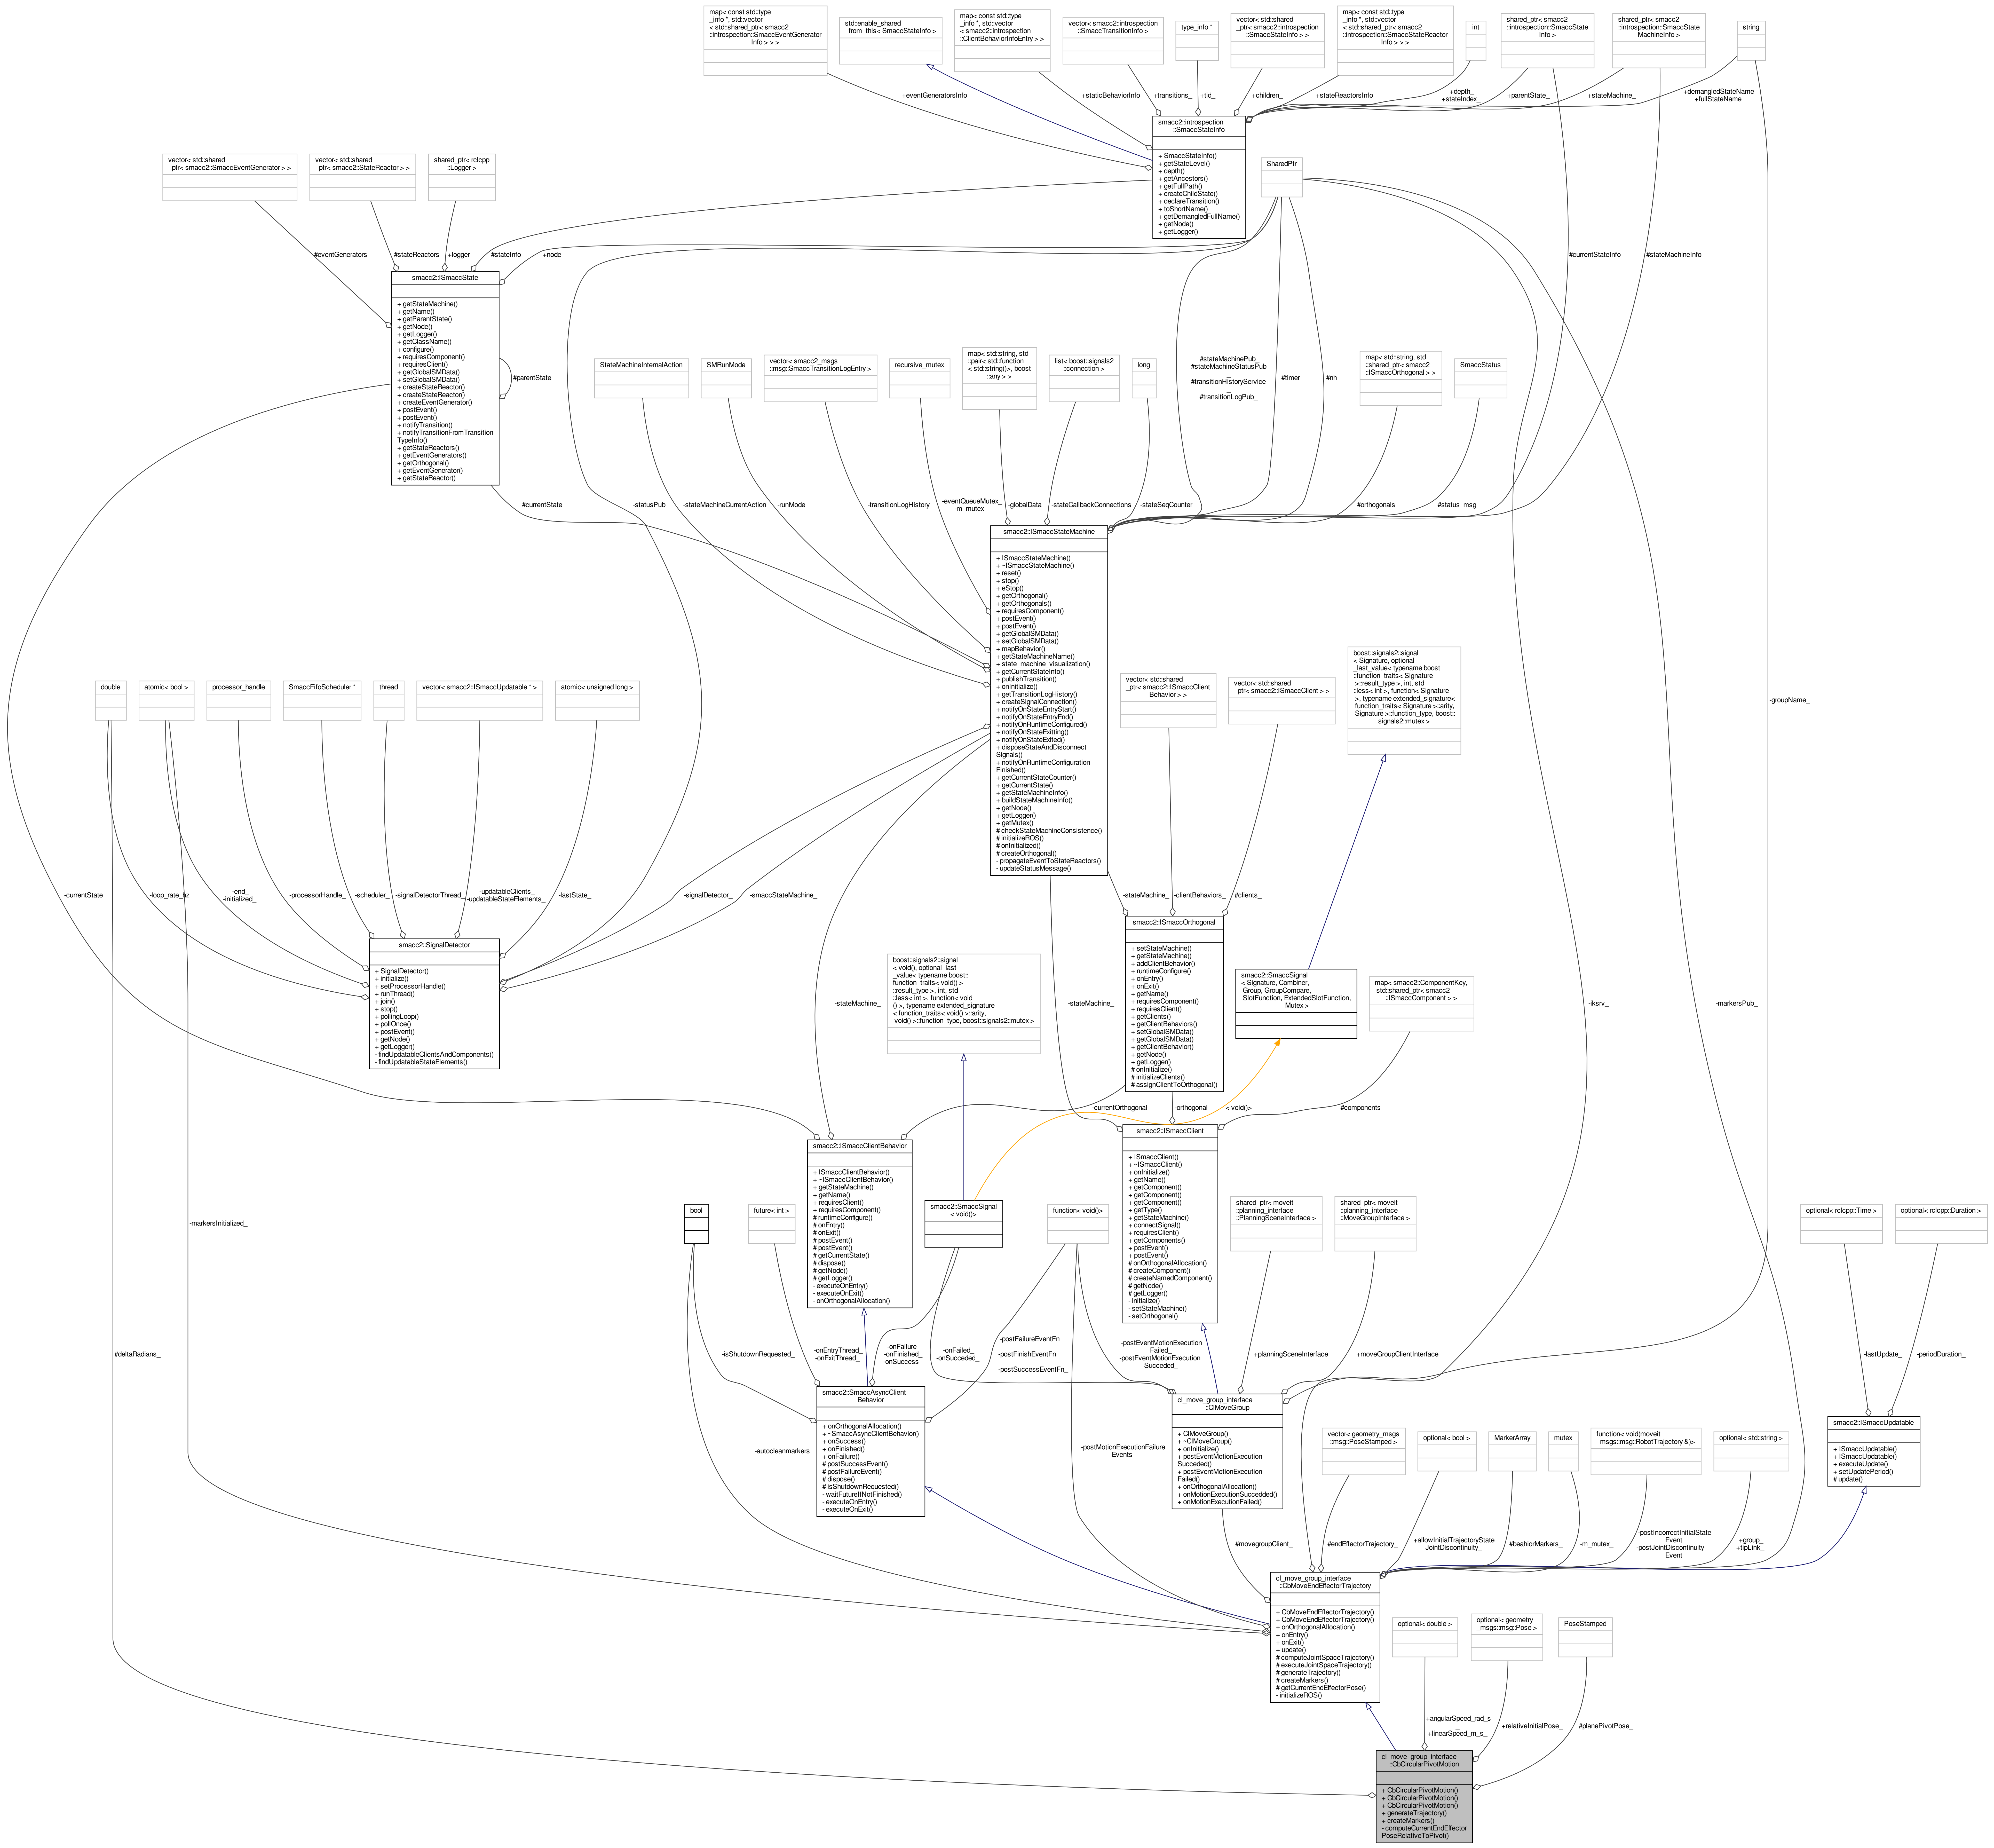 map< const std::type
_info *, std::vector
< std::shared_ptr< smacc2
::introspection::SmaccEventGenerator
Info > > >
std::enable_shared
_from_this< SmaccStateInfo >
map< const std::type
_info *, std::vector
< smacc2::introspection
::ClientBehaviorInfoEntry > >
vector< smacc2::introspection
::SmaccTransitionInfo >
type_info *
vector< std::shared
_ptr< smacc2::introspection
::SmaccStateInfo > >
map< const std::type
_info *, std::vector
< std::shared_ptr< smacc2
::introspection::SmaccStateReactor
Info > > >
int
shared_ptr< smacc2
::introspection::SmaccState
Info >
shared_ptr< smacc2
::introspection::SmaccState
MachineInfo >
string
+eventGeneratorsInfo
+staticBehaviorInfo
+transitions_
+tid_
+children_
+stateReactorsInfo
+depth_
+stateIndex_
+parentState_
+stateMachine_
+demangledStateName
+fullStateName
smacc2::introspection
::SmaccStateInfo
+ SmaccStateInfo()
+ getStateLevel()
+ depth()
+ getAncestors()
+ getFullPath()
+ createChildState()
+ declareTransition()
+ toShortName()
+ getDemangledFullName()
+ getNode()
+ getLogger()
vector< std::shared
_ptr< smacc2::SmaccEventGenerator > >
vector< std::shared
_ptr< smacc2::StateReactor > >
shared_ptr< rclcpp
::Logger >
SharedPtr
#eventGenerators_
#stateReactors_
+logger_
#stateInfo_
+node_
#currentStateInfo_
#stateMachineInfo_
smacc2::ISmaccState
+ getStateMachine()
+ getName()
+ getParentState()
+ getNode()
+ getLogger()
+ getClassName()
+ configure()
+ requiresComponent()
+ requiresClient()
+ getGlobalSMData()
+ setGlobalSMData()
+ createStateReactor()
+ createStateReactor()
+ createEventGenerator()
+ postEvent()
+ postEvent()
+ notifyTransition()
+ notifyTransitionFromTransition
TypeInfo()
+ getStateReactors()
+ getEventGenerators()
+ getOrthogonal()
+ getEventGenerator()
+ getStateReactor()
#parentState_
StateMachineInternalAction
SMRunMode
vector< smacc2_msgs
::msg::SmaccTransitionLogEntry >
recursive_mutex
map< std::string, std
::pair< std::function
< std::string()>, boost
::any > >
list< boost::signals2
::connection >
long
#stateMachinePub_
#stateMachineStatusPub
_
#transitionHistoryService
_
#transitionLogPub_
#timer_
#nh_
map< std::string, std
::shared_ptr< smacc2
::ISmaccOrthogonal > >
SmaccStatus
#currentState_
-statusPub_
-stateMachineCurrentAction
-runMode_
-transitionLogHistory_
-eventQueueMutex_
-m_mutex_
-globalData_
-stateCallbackConnections
-stateSeqCounter_
#orthogonals_
#status_msg_
smacc2::ISmaccStateMachine
+ ISmaccStateMachine()
+ ~ISmaccStateMachine()
+ reset()
+ stop()
+ eStop()
+ getOrthogonal()
+ getOrthogonals()
+ requiresComponent()
+ postEvent()
+ postEvent()
+ getGlobalSMData()
+ setGlobalSMData()
+ mapBehavior()
+ getStateMachineName()
+ state_machine_visualization()
+ getCurrentStateInfo()
+ publishTransition()
+ onInitialize()
+ getTransitionLogHistory()
+ createSignalConnection()
+ notifyOnStateEntryStart()
+ notifyOnStateEntryEnd()
+ notifyOnRuntimeConfigured()
+ notifyOnStateExitting()
+ notifyOnStateExited()
+ disposeStateAndDisconnect
Signals()
+ notifyOnRuntimeConfiguration
Finished()
+ getCurrentStateCounter()
+ getCurrentState()
+ getStateMachineInfo()
+ buildStateMachineInfo()
+ getNode()
+ getLogger()
+ getMutex()
# checkStateMachineConsistence()
# initializeROS()
# onInitialized()
# createOrthogonal()
- propagateEventToStateReactors()
- updateStatusMessage()
double
atomic< bool >
processor_handle
SmaccFifoScheduler *
thread
vector< smacc2::ISmaccUpdatable * >
atomic< unsigned long >
vector< std::shared
_ptr< smacc2::ISmaccClient
Behavior > >
vector< std::shared
_ptr< smacc2::ISmaccClient > >
boost::signals2::signal
< Signature, optional
_last_value< typename boost
::function_traits< Signature
>::result_type >, int, std
::less< int >, function< Signature
>, typename extended_signature<
function_traits< Signature >::arity,
Signature >::function_type, boost::
signals2::mutex >
-groupName_
-currentState
-loop_rate_hz
-end_
-initialized_
-processorHandle_
-scheduler_
-signalDetectorThread_
-updatableClients_
-updatableStateElements_
-lastState_
-signalDetector_
-smaccStateMachine_
-stateMachine_
-clientBehaviors_
#clients_
smacc2::SignalDetector
+ SignalDetector()
+ initialize()
+ setProcessorHandle()
+ runThread()
+ join()
+ stop()
+ pollingLoop()
+ pollOnce()
+ postEvent()
+ getNode()
+ getLogger()
- findUpdatableClientsAndComponents()
- findUpdatableStateElements()
smacc2::ISmaccOrthogonal
+ setStateMachine()
+ getStateMachine()
+ addClientBehavior()
+ runtimeConfigure()
+ onEntry()
+ onExit()
+ getName()
+ requiresComponent()
+ requiresClient()
+ getClients()
+ getClientBehaviors()
+ setGlobalSMData()
+ getGlobalSMData()
+ getClientBehavior()
+ getNode()
+ getLogger()
# onInitialize()
# initializeClients()
# assignClientToOrthogonal()
boost::signals2::signal
< void(), optional_last
_value< typename boost::
function_traits< void() >
::result_type >, int, std
::less< int >, function< void
() >, typename extended_signature
< function_traits< void() >::arity,
void() >::function_type, boost::signals2::mutex >
smacc2::SmaccSignal
< Signature, Combiner,
Group, GroupCompare,
SlotFunction, ExtendedSlotFunction,
Mutex >
map< smacc2::ComponentKey,
std::shared_ptr< smacc2
::ISmaccComponent > >
-stateMachine_
-stateMachine_
-iksrv_
-markersPub_
-currentOrthogonal
-orthogonal_
< void()>
#components_
smacc2::ISmaccClientBehavior
+ ISmaccClientBehavior()
+ ~ISmaccClientBehavior()
+ getStateMachine()
+ getName()
+ requiresClient()
+ requiresComponent()
# runtimeConfigure()
# onEntry()
# onExit()
# postEvent()
# postEvent()
# getCurrentState()
# dispose()
# getNode()
# getLogger()
- executeOnEntry()
- executeOnExit()
- onOrthogonalAllocation()
smacc2::ISmaccClient
+ ISmaccClient()
+ ~ISmaccClient()
+ onInitialize()
+ getName()
+ getComponent()
+ getComponent()
+ getComponent()
+ getType()
+ getStateMachine()
+ connectSignal()
+ requiresClient()
+ getComponents()
+ postEvent()
+ postEvent()
# onOrthogonalAllocation()
# createComponent()
# createNamedComponent()
# getNode()
# getLogger()
- initialize()
- setStateMachine()
- setOrthogonal()
-markersInitialized_
bool
future< int >
smacc2::SmaccSignal
< void()>
function< void()>
shared_ptr< moveit
::planning_interface
::PlanningSceneInterface >
shared_ptr< moveit
::planning_interface
::MoveGroupInterface >
optional< rclcpp::Time >
optional< rclcpp::Duration >
#deltaRadians_
-isShutdownRequested_
-onEntryThread_
-onExitThread_
-onFailure_
-onFinished_
-onSuccess_
-onFailed_
-onSucceded_
-postFailureEventFn
_
-postFinishEventFn
_
-postSuccessEventFn_
-postEventMotionExecution
Failed_
-postEventMotionExecution
Succeded_
+planningSceneInterface
+moveGroupClientInterface
-lastUpdate_
-periodDuration_
smacc2::SmaccAsyncClient
Behavior
+ onOrthogonalAllocation()
+ ~SmaccAsyncClientBehavior()
+ onSuccess()
+ onFinished()
+ onFailure()
# postSuccessEvent()
# postFailureEvent()
# dispose()
# isShutdownRequested()
- waitFutureIfNotFinished()
- executeOnEntry()
- executeOnExit()
cl_move_group_interface
::ClMoveGroup
+ ClMoveGroup()
+ ~ClMoveGroup()
+ onInitialize()
+ postEventMotionExecution
Succeded()
+ postEventMotionExecution
Failed()
+ onOrthogonalAllocation()
+ onMotionExecutionSuccedded()
+ onMotionExecutionFailed()
smacc2::ISmaccUpdatable
+ ISmaccUpdatable()
+ ISmaccUpdatable()
+ executeUpdate()
+ setUpdatePeriod()
# update()
-autocleanmarkers
-postMotionExecutionFailure
Events
vector< geometry_msgs
::msg::PoseStamped >
optional< bool >
MarkerArray
mutex
function< void(moveit
_msgs::msg::RobotTrajectory &)>
optional< std::string >
#movegroupClient_
#endEffectorTrajectory_
+allowInitialTrajectoryState
JointDiscontinuity_
#beahiorMarkers_
-m_mutex_
-postIncorrectInitialState
Event
-postJointDiscontinuity
Event
+group_
+tipLink_
cl_move_group_interface
::CbMoveEndEffectorTrajectory
+ CbMoveEndEffectorTrajectory()
+ CbMoveEndEffectorTrajectory()
+ onOrthogonalAllocation()
+ onEntry()
+ onExit()
+ update()
# computeJointSpaceTrajectory()
# executeJointSpaceTrajectory()
# generateTrajectory()
# createMarkers()
# getCurrentEndEffectorPose()
- initializeROS()
optional< double >
optional< geometry
_msgs::msg::Pose >
PoseStamped
+angularSpeed_rad_s
_
+linearSpeed_m_s_
+relativeInitialPose_
#planePivotPose_
cl_move_group_interface
::CbCircularPivotMotion
+ CbCircularPivotMotion()
+ CbCircularPivotMotion()
+ CbCircularPivotMotion()
+ generateTrajectory()
+ createMarkers()
- computeCurrentEndEffector
PoseRelativeToPivot()